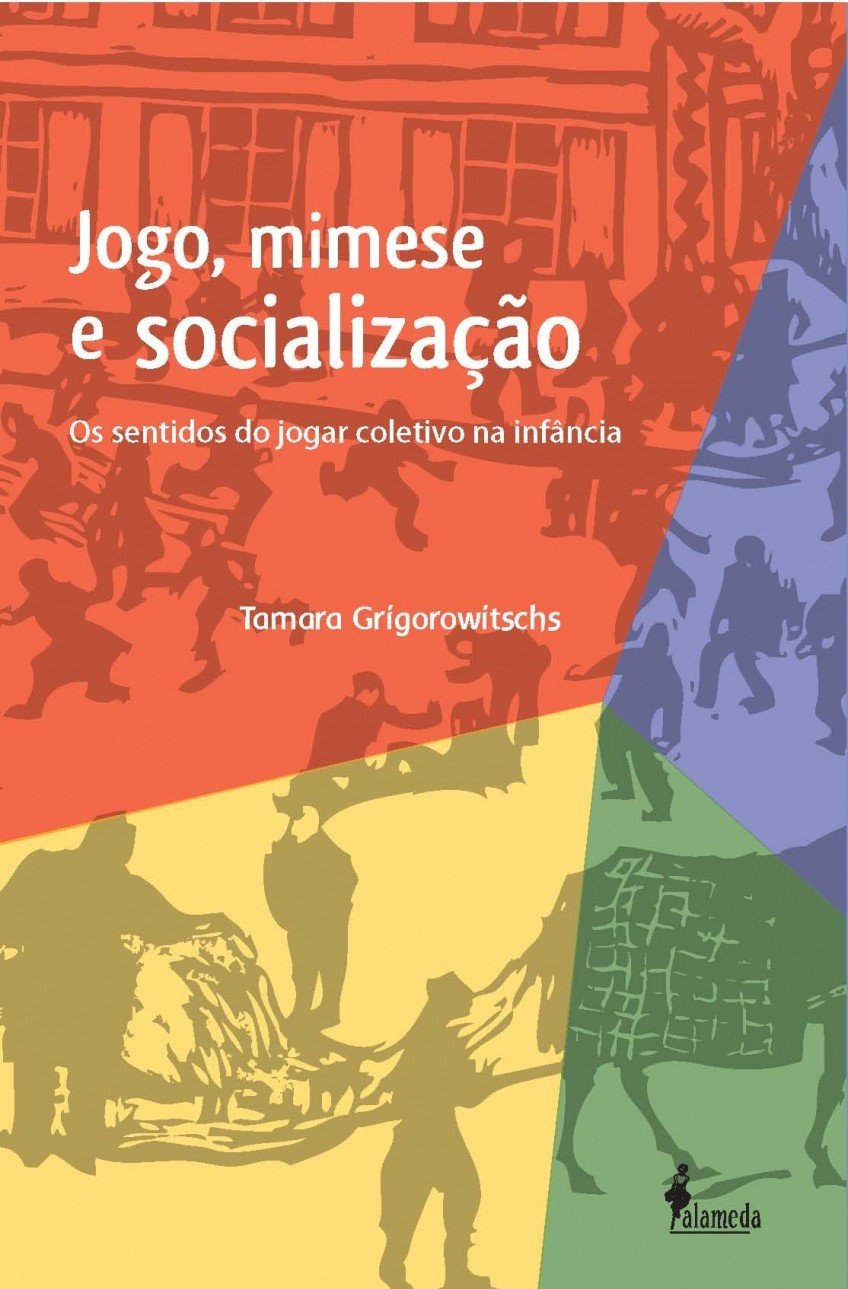 Jogo, mimese
e socialização
Os sentidos do jogar coletivo na infância
Tamara Grigorowitschs
alameda